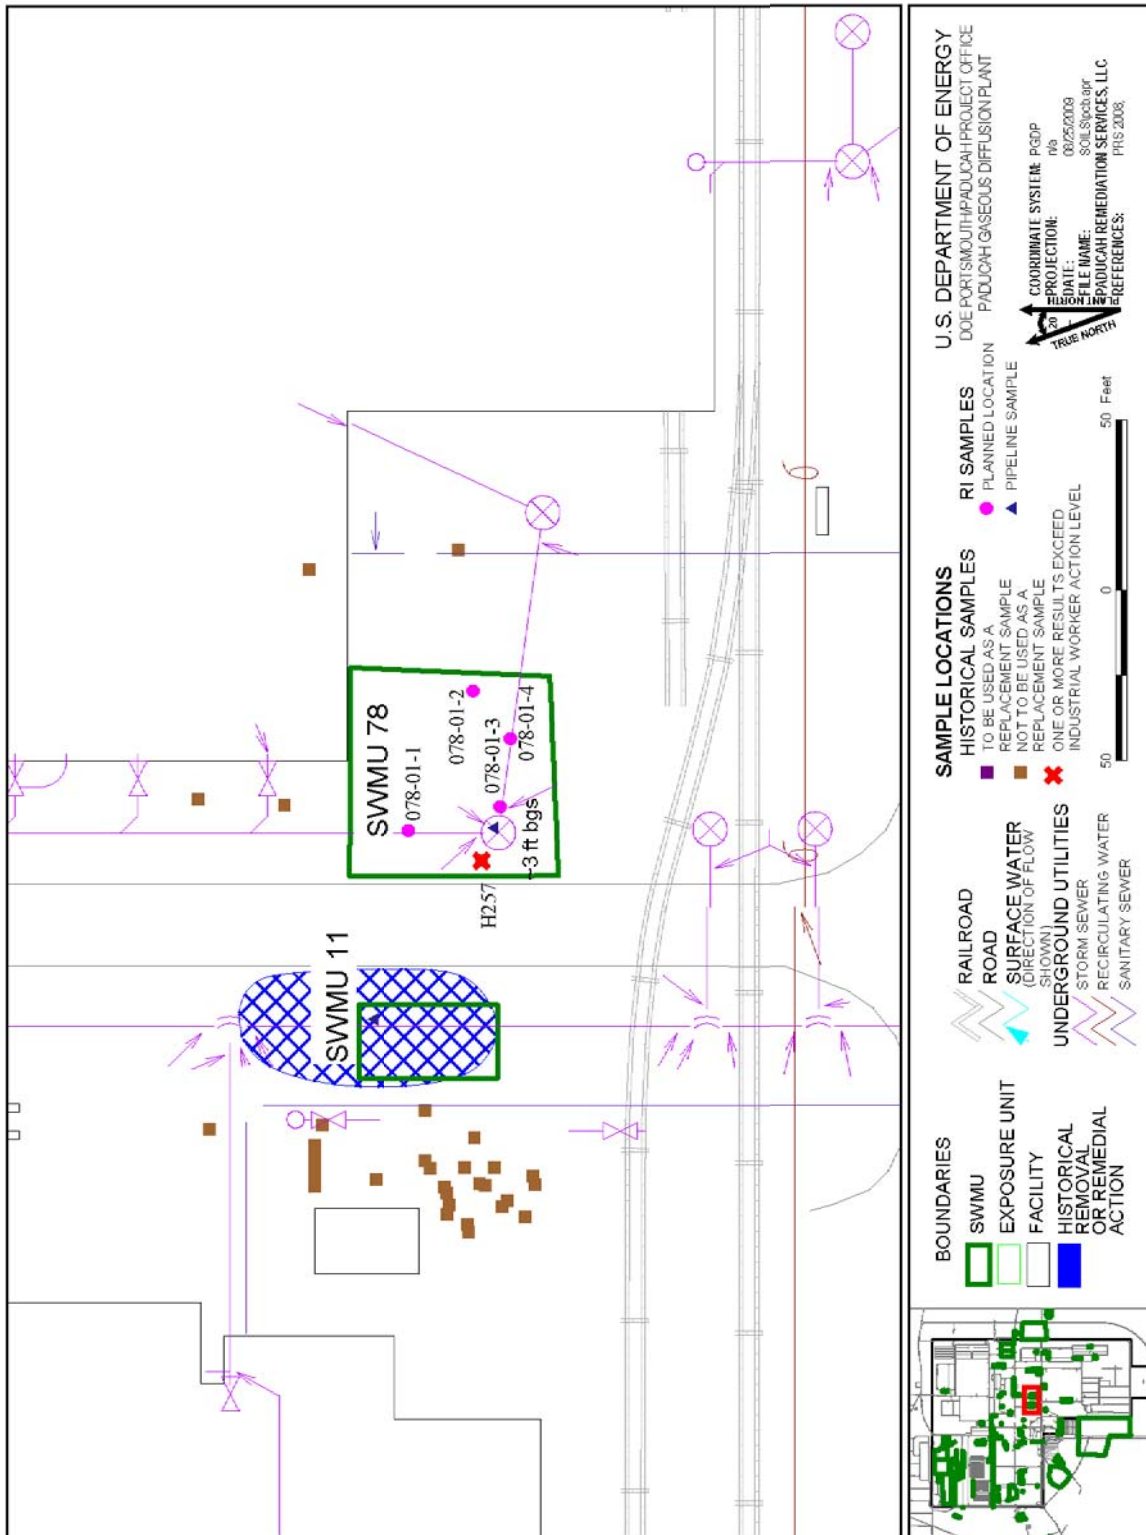 SWMU 78
078-01-1
078-01-2
078-01-3
078-01-4
~3 ft bgs
H257
SWMU 11
BOUNDARIES
SWMU
EXPOSURE UNIT
FACILITY
HISTORICAL
REMOVAL
OR REMEDIAL
ACTION
RAILROAD
ROAD
SURFACE WATER
(DIRECTION OF FLOW
SHOWN)
UNDERGROUND UTILITIES
STORM SEWER
RECIRCULATING WATER
SANITARY SEWER
SAMPLE LOCATIONS
HISTORICAL SAMPLES
TO BE USED AS A
REPLACEMENT SAMPLE
NOT TO BE USED AS A
REPLACEMENT SAMPLE
ONE OR MORE RESULTS EXCEED
INDUSTRIAL WORKER ACTION LEVEL
RI SAMPLES
PLANNED LOCATION
PIPELINE SAMPLE
50 0 50 Feet
U.S. DEPARTMENT OF ENERGY
DOE PORTSMOUTH/PADUCAH PROJECT OFFICE
PADUCAH GASEOUS DIFFUSION PLANT
TRUE NORTH
20
PLANT NORTH
COORDINATE SYSTEM: PGDP
PROJECTION: n/a
DATE: 08/25/2009
FILE NAME: SOILS\pcb.apr
PADUCAH REMEDIATION SERVICES, LLC
REFERENCES: PRS 2008,